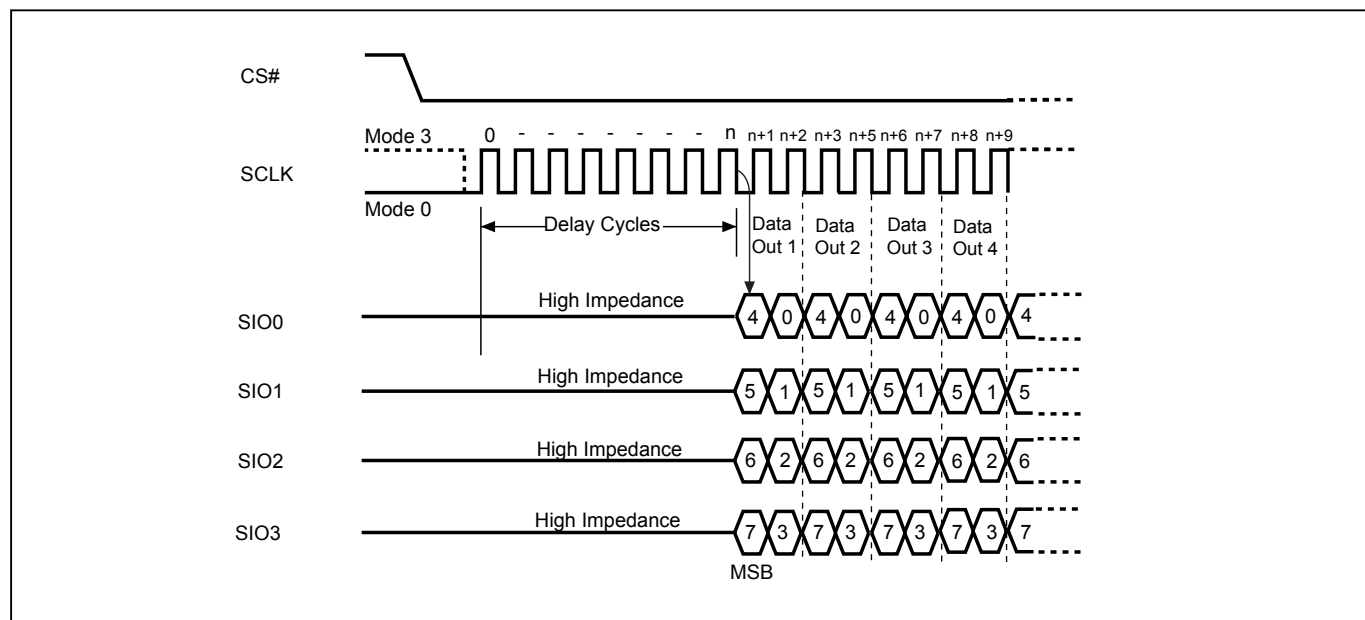 CS#
Mode 3
0 - - - - - - n n+1 n+2 n+3 n+5 n+6 n+7 n+8 n+9
SCLK
Mode 0
Delay Cycles
Data Out 1
Data Out 2
Data Out 3
Data Out 4
High Impedance
SIO0
4 0 4 0 4 0 4 0 4
High Impedance
SIO1
5 1 5 1 5 1 5 1 5
High Impedance
SIO2
6 2 6 2 6 2 6 2 6
High Impedance
SIO3
7 3 7 3 7 3 7 3 7
MSB